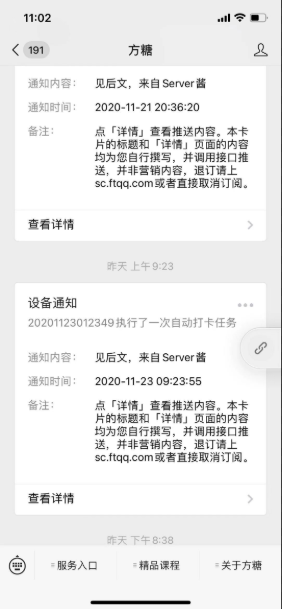 11:02
191
方糖
通知内容：
见后文，来自Server酱
通知时间：
2020-11-21 20:36:20
备注：
点「详情」查看推送内容。本卡
片的标题和「详情」页面的内容
均为您自行撰写，并调用接口推
送，并非营销内容，退订请上
sc.ftqq.com或者直接取消订阅。
查看详情
昨天 上午9:23
设备通知
20201123012349执行了一次自动打卡任务
通知内容：
见后文，来自Server酱
通知时间：
2020-11-23 09:23:55
备注：
点「详情」查看推送内容。本卡
片的标题和「详情」页面的内容
均为您自行撰写，并调用接口推
送，并非营销内容，退订请上
sc.ftqq.com或者直接取消订阅。
查看详情
昨天 下午8:38
服务入口
精品课程
关于方糖